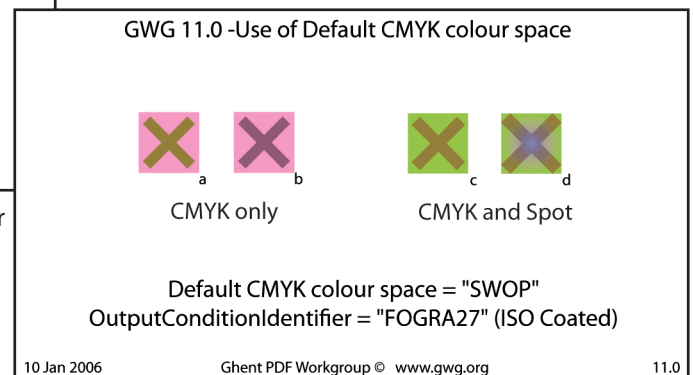 GWG 11.0 -Use of Default CMYK colour space
a b c d
CMYK only CMYK and Spot
r
Default CMYK colour space = "SWOP"
OutputConditionIdentifier = "FOGRA27" (ISO Coated)
10 Jan 2006 Ghent PDF Workgroup © www.gwg.org 11.0